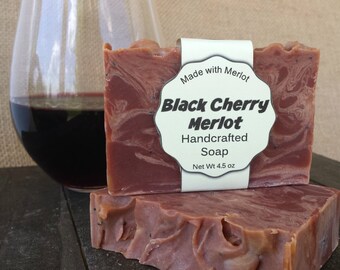 Made with Merlot
Black Cherry
Merlot
Handcrafted
Soap
Net Wt 4.5 oz